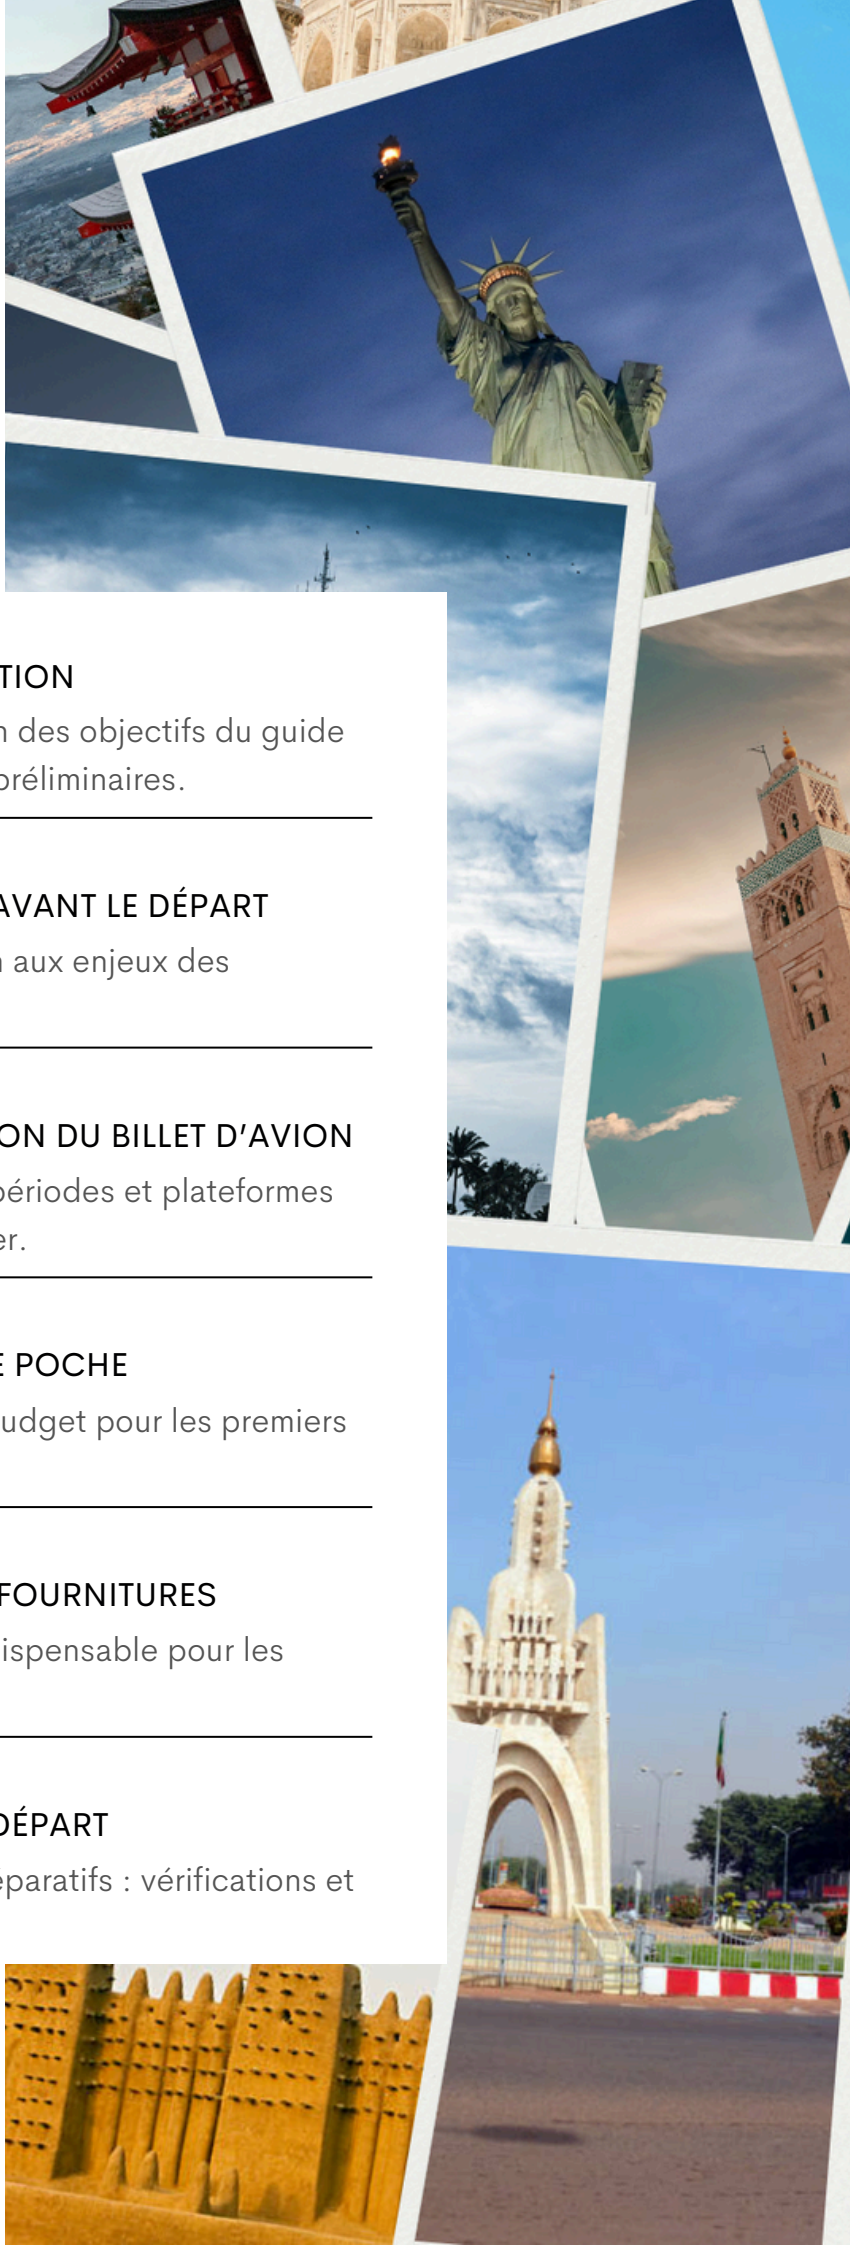 TION
des objectifs du guide
préliminaires.
AVANT LE DÉPART
aux enjeux des
ON DU BILLET D'AVION
périodes et plateformes
er.
E POCHE
udget pour les premiers
FOURNITURES
ispensable pour les
DÉPART
éparatifs : vérifications et